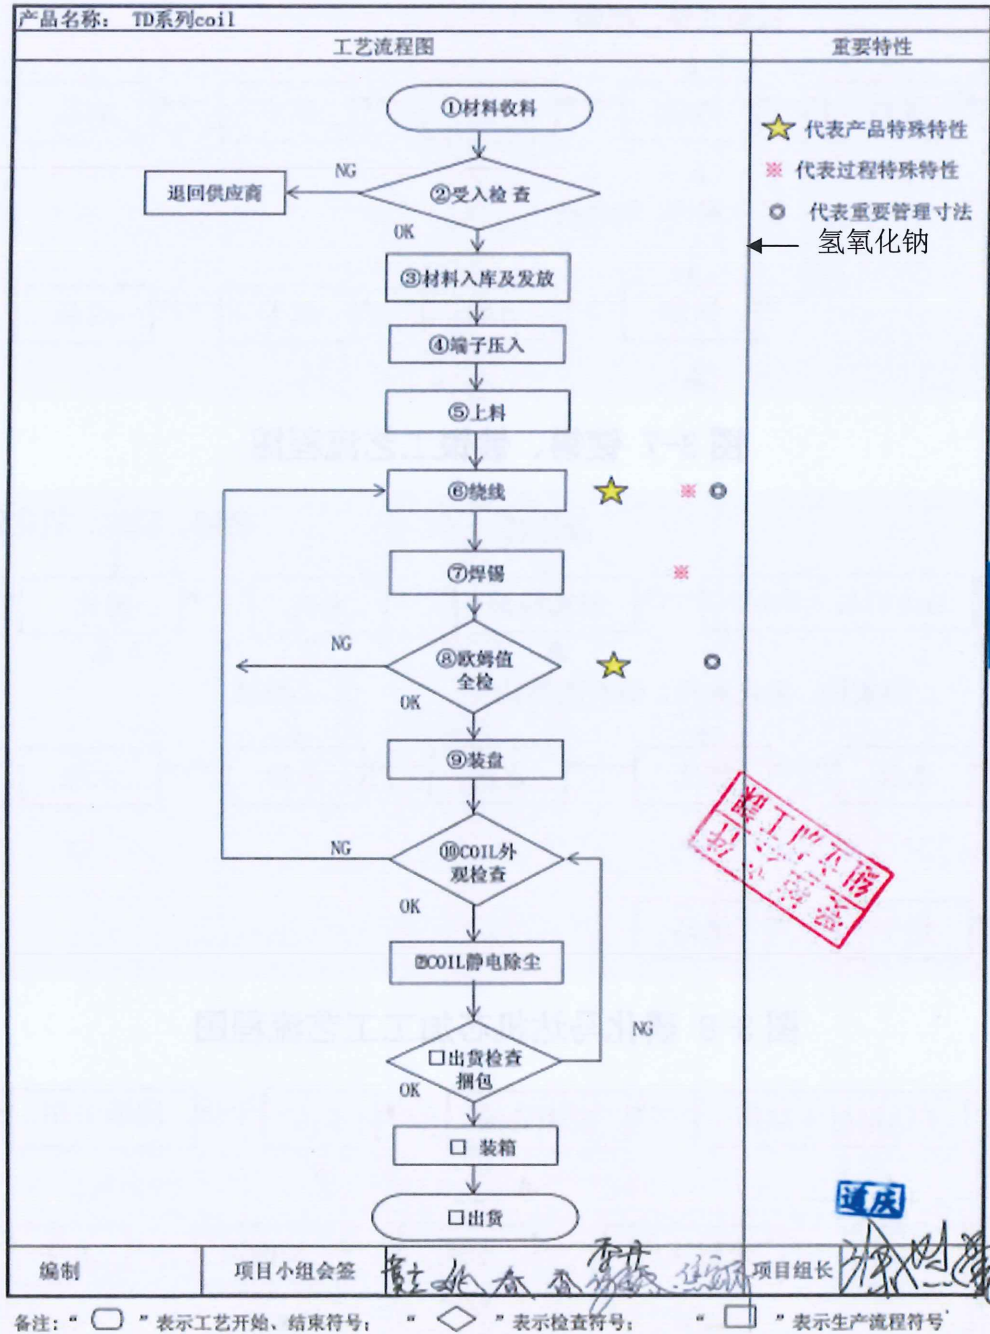 产品名称： TD系列coil
工艺流程图
重要特性
①材料收料
代表产品特殊特性
※ 代表过程特殊特性
◎ 代表重要管理寸法
氢氧化钠
②受入检 查
NG
退回供应商
OK
③材料入库及发放
④端子压入
⑤上料
⑥绕线
※ ◎
⑦焊锡
※
⑧欧姆值
全检
◎
NG
OK
⑨装盘
⑩COIL外
观检查
NG
OK
COIL静电除尘
NG
□出货检查
捆包
OK
□ 装箱
□出货
道庆
编制
项目小组会签
项目组长
备注：“ ”表示工艺开始、结束符号； “ ”表示检查符号； “ ”表示生产流程符号